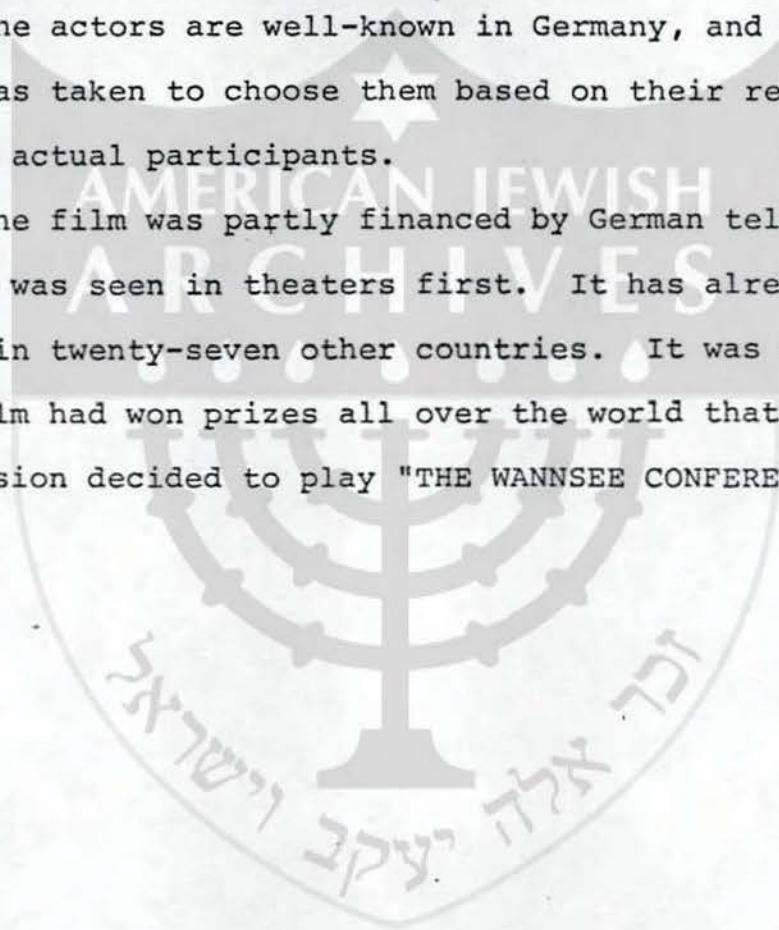 he actors are well-known in Germany, and
as taken to choose them based on their re
actual participants.
AMERICAN JEWISH
he film was partly financed by German tel
ARCHIVES
was seen in theaters first. It has alre
in twenty-seven other countries. It was
lm had won prizes all over the world that
sion decided to play "THE WANNSEE CONFERE
זכר אלה יעקב וישראל